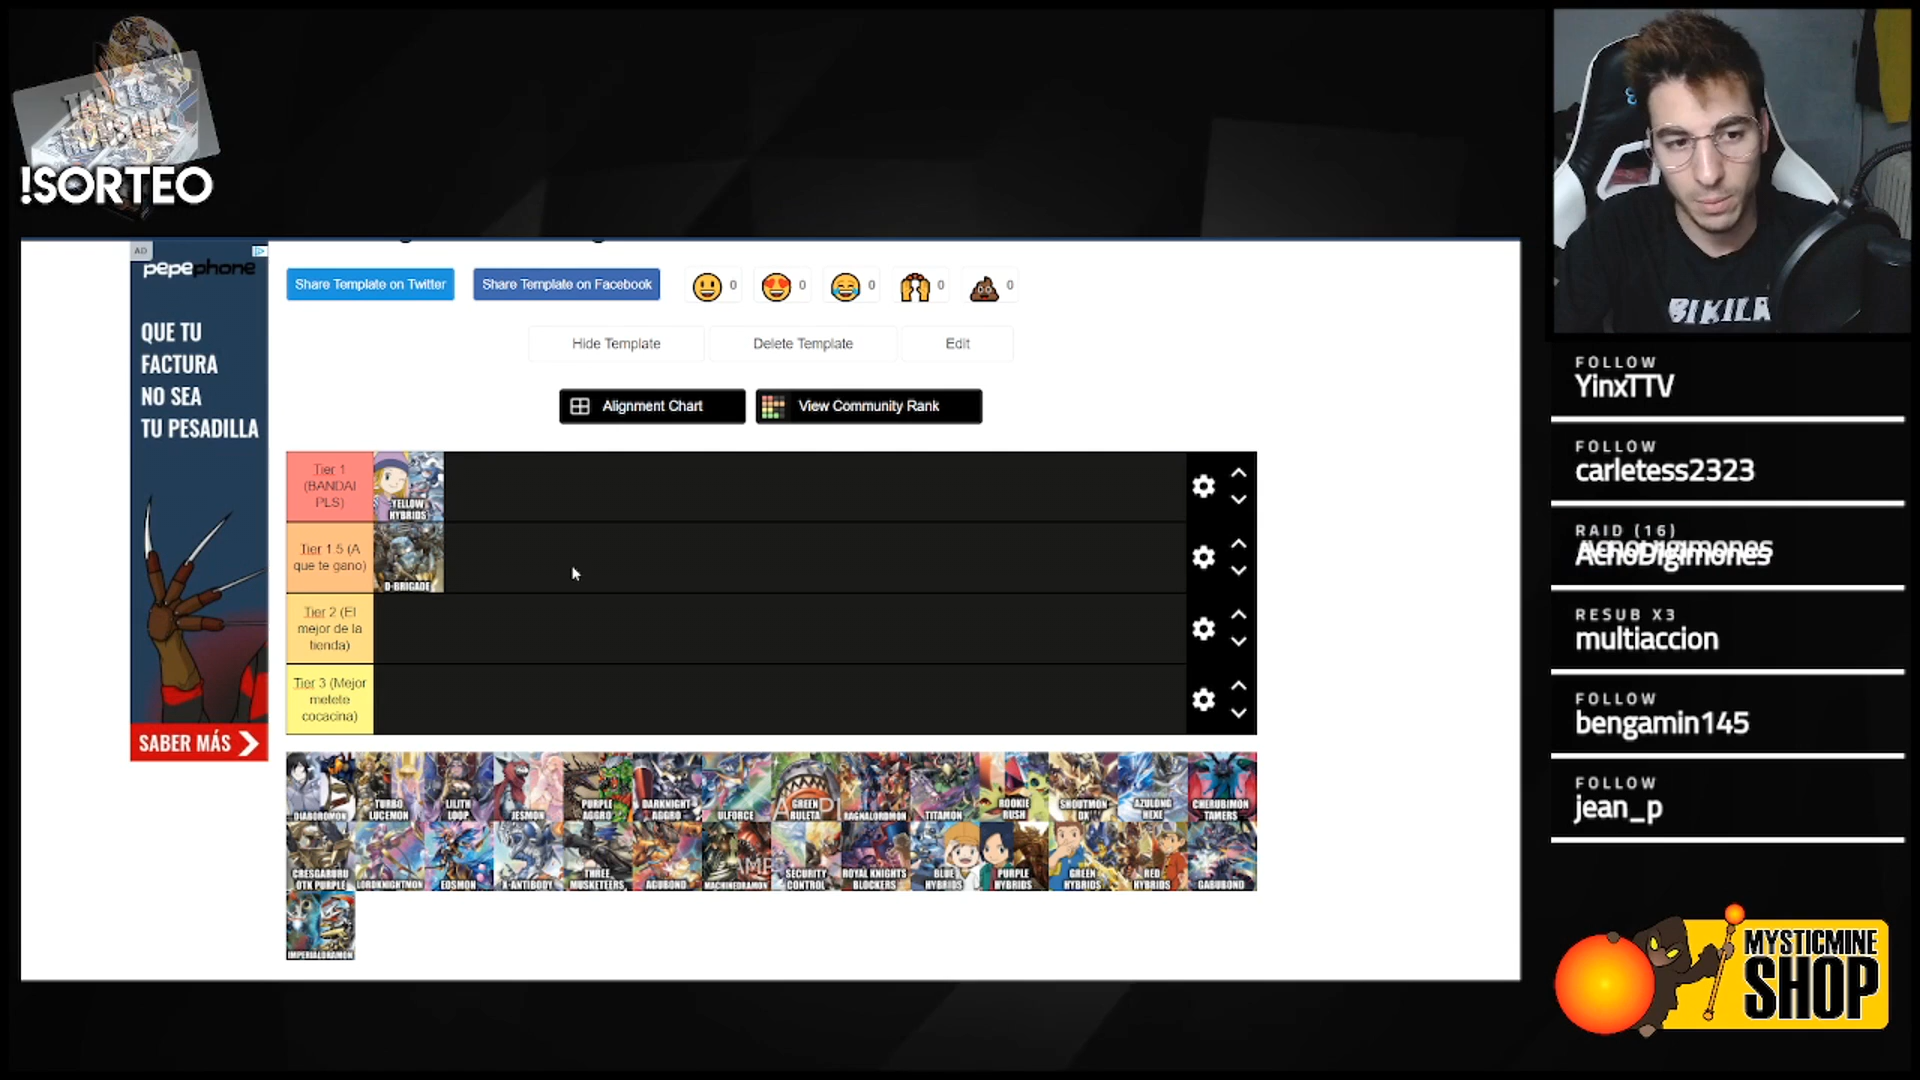 TAPETE
MENSUAL
!SORTEO
AD
pepephone
QUE TU
FACTURA
NO SEA
TU PESADILLA
SABER MÁS
Share Template on Twitter
Share Template on Facebook
0
0
0
0
0
Hide Template
Delete Template
Edit
Alignment Chart
View Community Rank
Tier 1
(BANDAI
PLS)
YELLOW
HYBRIDS
Tier 1.5 (A
que te gano)
D-BRIGADE
Tier 2 (El
mejor de la
tienda)
Tier 3 (Mejor
metete
cocacina)
DIABOROMON
TURBO
LUCEMON
LILITH
LOOP
JESMON
PURPLE
AGGRO
DARKNIGHT
AGGRO
ULFORCE
GREEN
RULETA
RAGNALORDMON
TITAMON
ROOKIE
RUSH
SHOUTMON
DX
AZULONG
HEXE
CHERUBIMON
TAMERS
CRESGARURU
OTK PURPLE
LORDKNIGHTMON
EOSMON
X-ANTIBODY
THREE
MUSKETEERS
AGUBOND
MACHINEDRAMON
SECURITY
CONTROL
ROYAL KNIGHTS
BLOCKERS
BLUE
HYBRIDS
PURPLE
HYBRIDS
GREEN
HYBRIDS
RED
HYBRIDS
GABUBOND
IMPERIALDRAMON
BIKILA
FOLLOW
YinxTTV
FOLLOW
carletess2323
RAID (16)
AchoDigimones
RESUB X3
multiaccion
FOLLOW
bengamin145
FOLLOW
jean_p
MYSTICMINE
SHOP